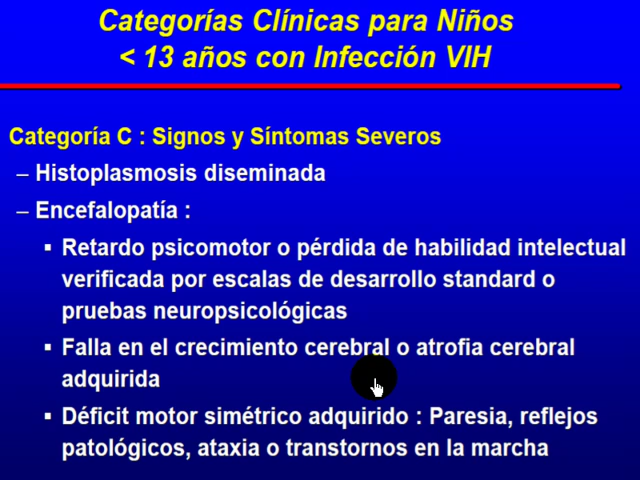 Categorías Clínicas para Niños
< 13 años con Infección VIH
Categoría C : Signos y Síntomas Severos
– Histoplasmosis diseminada
– Encefalopatía :
▪ Retardo psicomotor o pérdida de habilidad intelectual
verificada por escalas de desarrollo standard o
pruebas neuropsicológicas
▪ Falla en el crecimiento cerebral o atrofia cerebral
adquirida
▪ Déficit motor simétrico adquirido : Paresia, reflejos
patológicos, ataxia o transtornos en la marcha